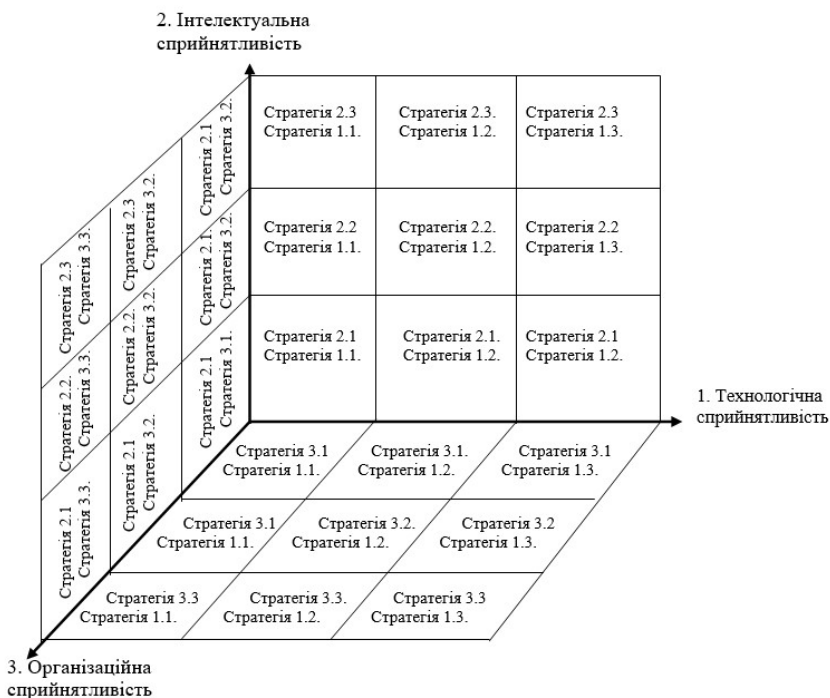 2. Інтелектуальна
сприйнятливість
Стратегія 2.3
Стратегія 1.1.
Стратегія 2.3.
Стратегія 1.2.
Стратегія 2.3
Стратегія 1.3.
Стратегія 2.2
Стратегія 1.1.
Стратегія 2.2.
Стратегія 1.2.
Стратегія 2.2
Стратегія 1.3.
Стратегія 2.1
Стратегія 1.1.
Стратегія 2.1.
Стратегія 1.2.
Стратегія 2.1
Стратегія 1.2.
Стратегія 2.3
Стратегія 3.3.
Стратегія 2.3
Стратегія 3.2.
Стратегія 2.1
Стратегія 3.2.
Стратегія 2.2.
Стратегія 3.3.
Стратегія 2.2.
Стратегія 3.2.
Стратегія 2.1.
Стратегія 3.2.
Стратегія 2.1
Стратегія 3.3.
Стратегія 2.1
Стратегія 3.2.
Стратегія 2.1
Стратегія 3.1.
1. Технологічна
сприйнятливість
Стратегія 3.1
Стратегія 1.1.
Стратегія 3.1.
Стратегія 1.2.
Стратегія 3.1
Стратегія 1.3.
Стратегія 3.1
Стратегія 1.1.
Стратегія 3.2.
Стратегія 1.2.
Стратегія 3.2
Стратегія 1.3.
Стратегія 3.3
Стратегія 1.1.
Стратегія 3.3.
Стратегія 1.2.
Стратегія 3.3
Стратегія 1.3.
3. Організаційна
сприйнятливість